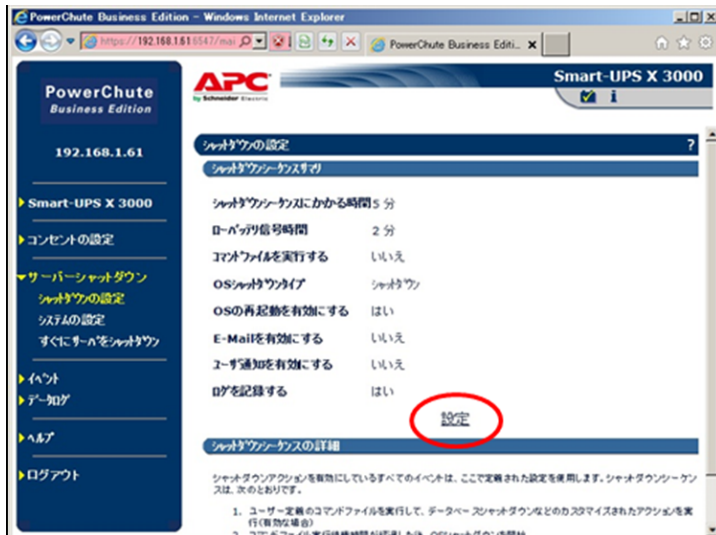 PowerChute Business Edition - Windows Internet Explorer
https://192.168.1.61:6547/mai
PowerChute Business Editi...
PowerChute
Business Edition
192.168.1.61
Smart-UPS X 3000
コンセントの設定
サーバーシャットダウン
シャットダウンの設定
システムの設定
すぐにサーバをシャットダウン
イベント
データログ
ヘルプ
ログアウト
APC
by Schneider Electric
Smart-UPS X 3000
シャットダウンの設定 ?
シャットダウンシーケンスサマリ
シャットダウンシーケンスにかかる時間 5 分
ローバッテリ信号時間 2 分
コマンドファイルを実行する いいえ
OSシャットダウンタイプ シャットダウン
OSの再起動を有効にする はい
E-Mailを有効にする いいえ
ユーザ通知を有効にする いいえ
ログを記録する はい
設定
シャットダウンシーケンスの詳細
シャットダウンアクションを有効にしているすべてのイベントは、ここで定義された設定を使用します。シャットダウンシーケン
スは、次のとおりです。
1. ユーザー定義のコマンドファイルを実行して、データベースシャットダウンなどのカスタマイズされたアクションを実
行(有効な場合)